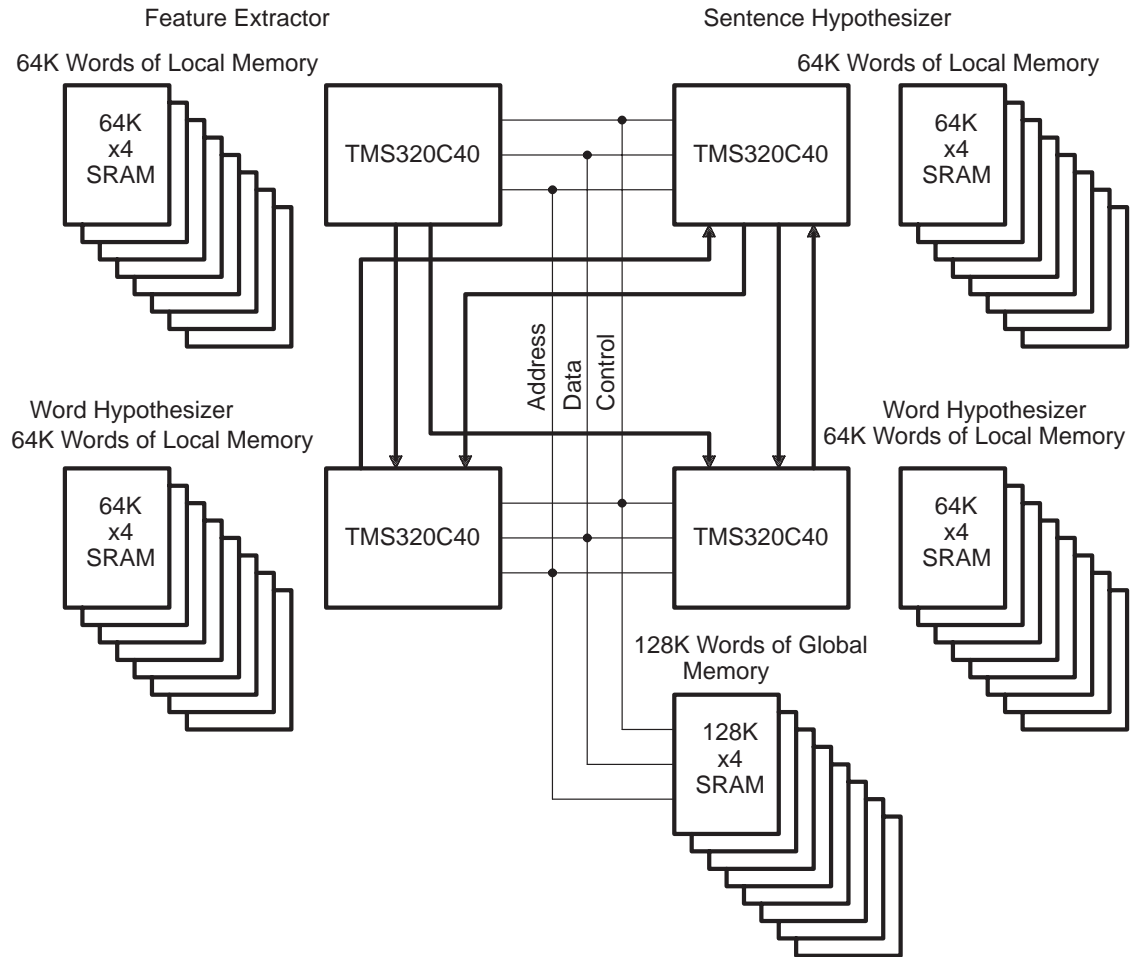 Feature Extractor
Sentence Hypothesizer
64K Words of Local Memory
64K Words of Local Memory
64K
x4
SRAM
TMS320C40
TMS320C40
64K
x4
SRAM
Address
Data
Control
Word Hypothesizer
64K Words of Local Memory
Word Hypothesizer
64K Words of Local Memory
64K
x4
SRAM
TMS320C40
TMS320C40
64K
x4
SRAM
128K Words of Global
Memory
128K
x4
SRAM